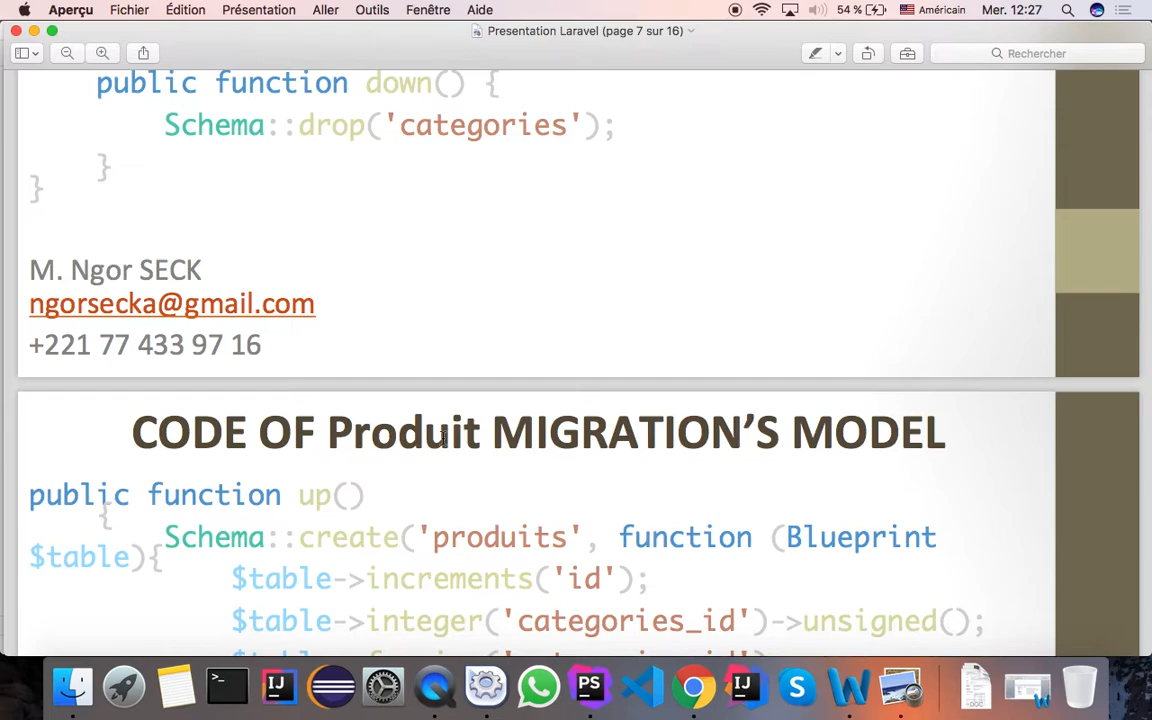 Aperçu Fichier Édition Présentation Aller Outils Fenêtre Aide 54 % Américain Mer. 12:27
Presentation Laravel (page 7 sur 16)
Rechercher
public function down() {
Schema::drop('categories');
}
}
M. Ngor SECK
ngorsecka@gmail.com
+221 77 433 97 16
CODE OF Produit MIGRATION’S MODEL
public function up()
{
Schema::create('produits', function (Blueprint
$table){
$table->increments('id');
$table->integer('categories_id')->unsigned();